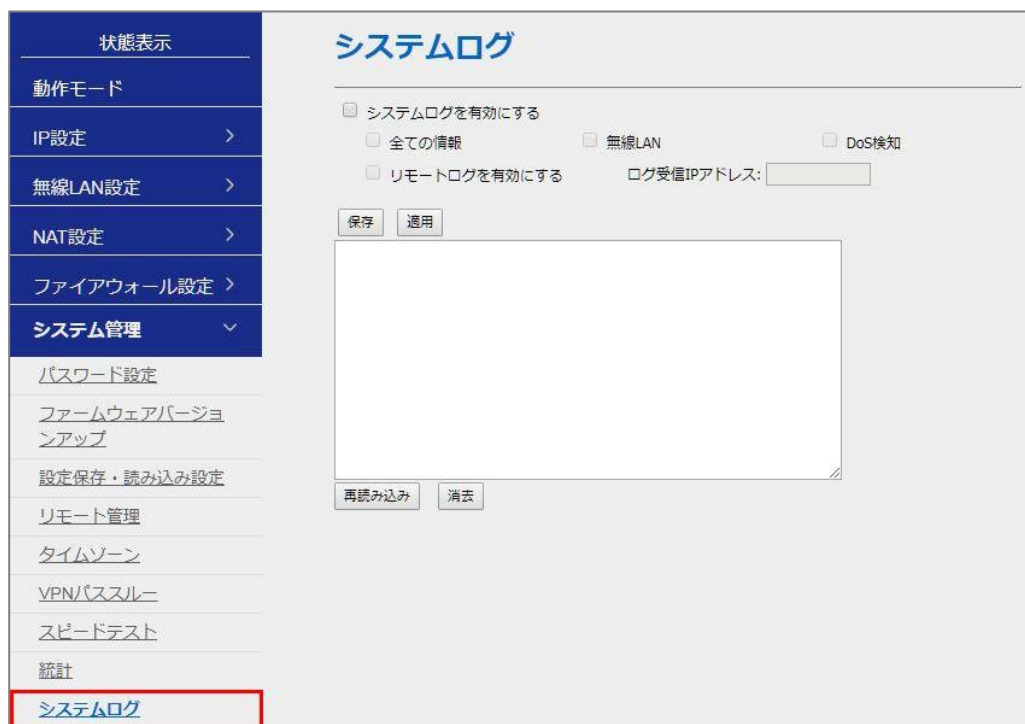 状態表示
動作モード
IP設定
無線LAN設定
NAT設定
ファイアウォール設定
システム管理
パスワード設定
ファームウェアバージョ
ンアップ
設定保存・読み込み設定
リモート管理
タイムゾーン
VPNパススルー
スピードテスト
統計
システムログ
システムログ
システムログを有効にする
全ての情報 無線LAN DoS検知
リモートログを有効にする ログ受信IPアドレス:
保存 適用
再読み込み 消去